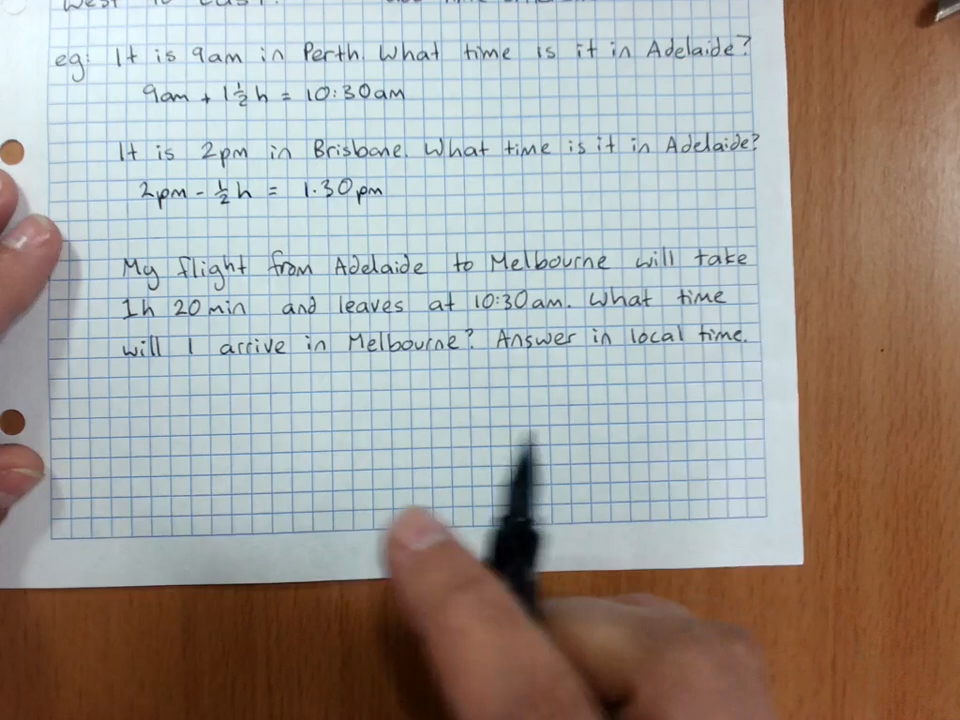 West to East.
eg: It is 9am in Perth. What time is it in Adelaide?
9am + 1½ h = 10:30am
It is 2pm in Brisbane. What time is it in Adelaide?
2pm - ½ h = 1.30pm
My flight from Adelaide to Melbourne will take
1h 20min and leaves at 10:30am. What time
will I arrive in Melbourne? Answer in local time.